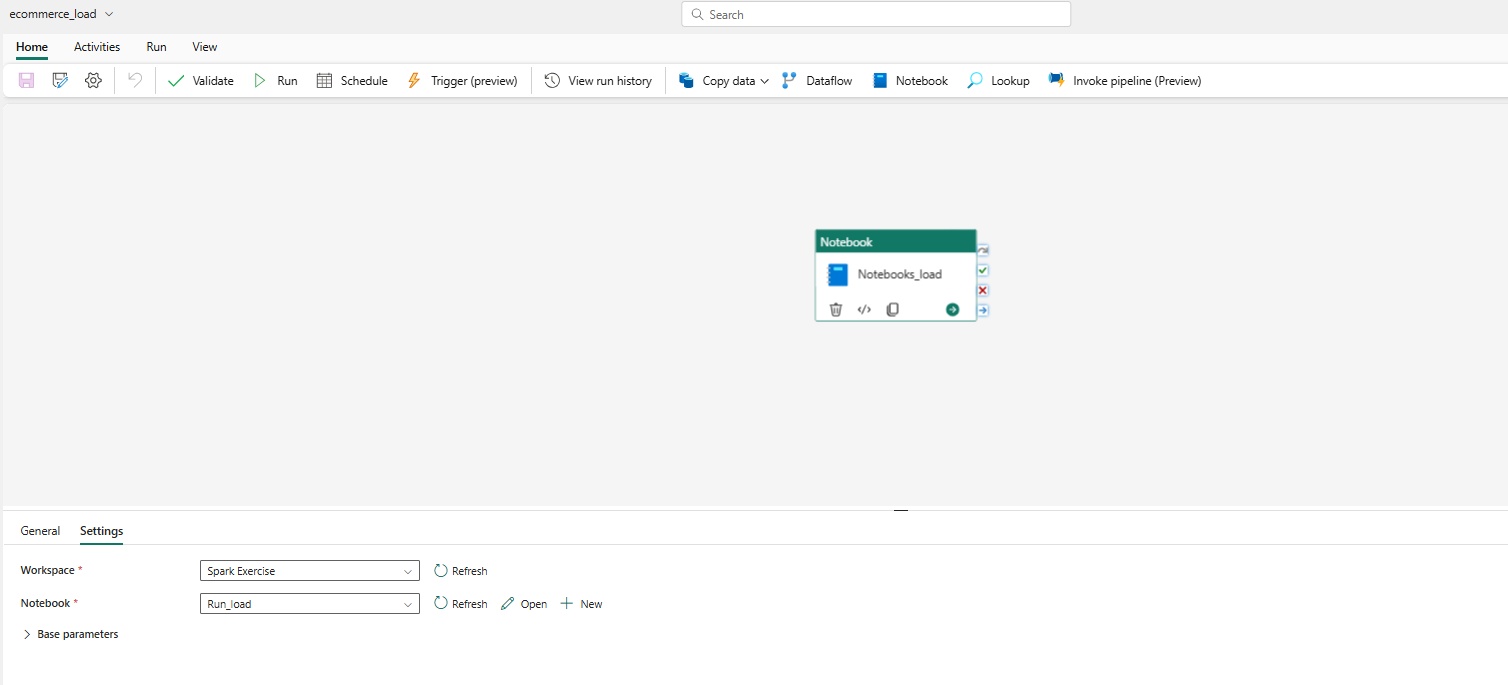 ecommerce_load
Search
Home Activities Run View
Validate Run Schedule Trigger (preview) View run history Copy data Dataflow Notebook Lookup Invoke pipeline (Preview)
Notebook
Notebooks_load
General Settings
Workspace * Spark Exercise Refresh
Notebook * Run_load Refresh Open New
Base parameters